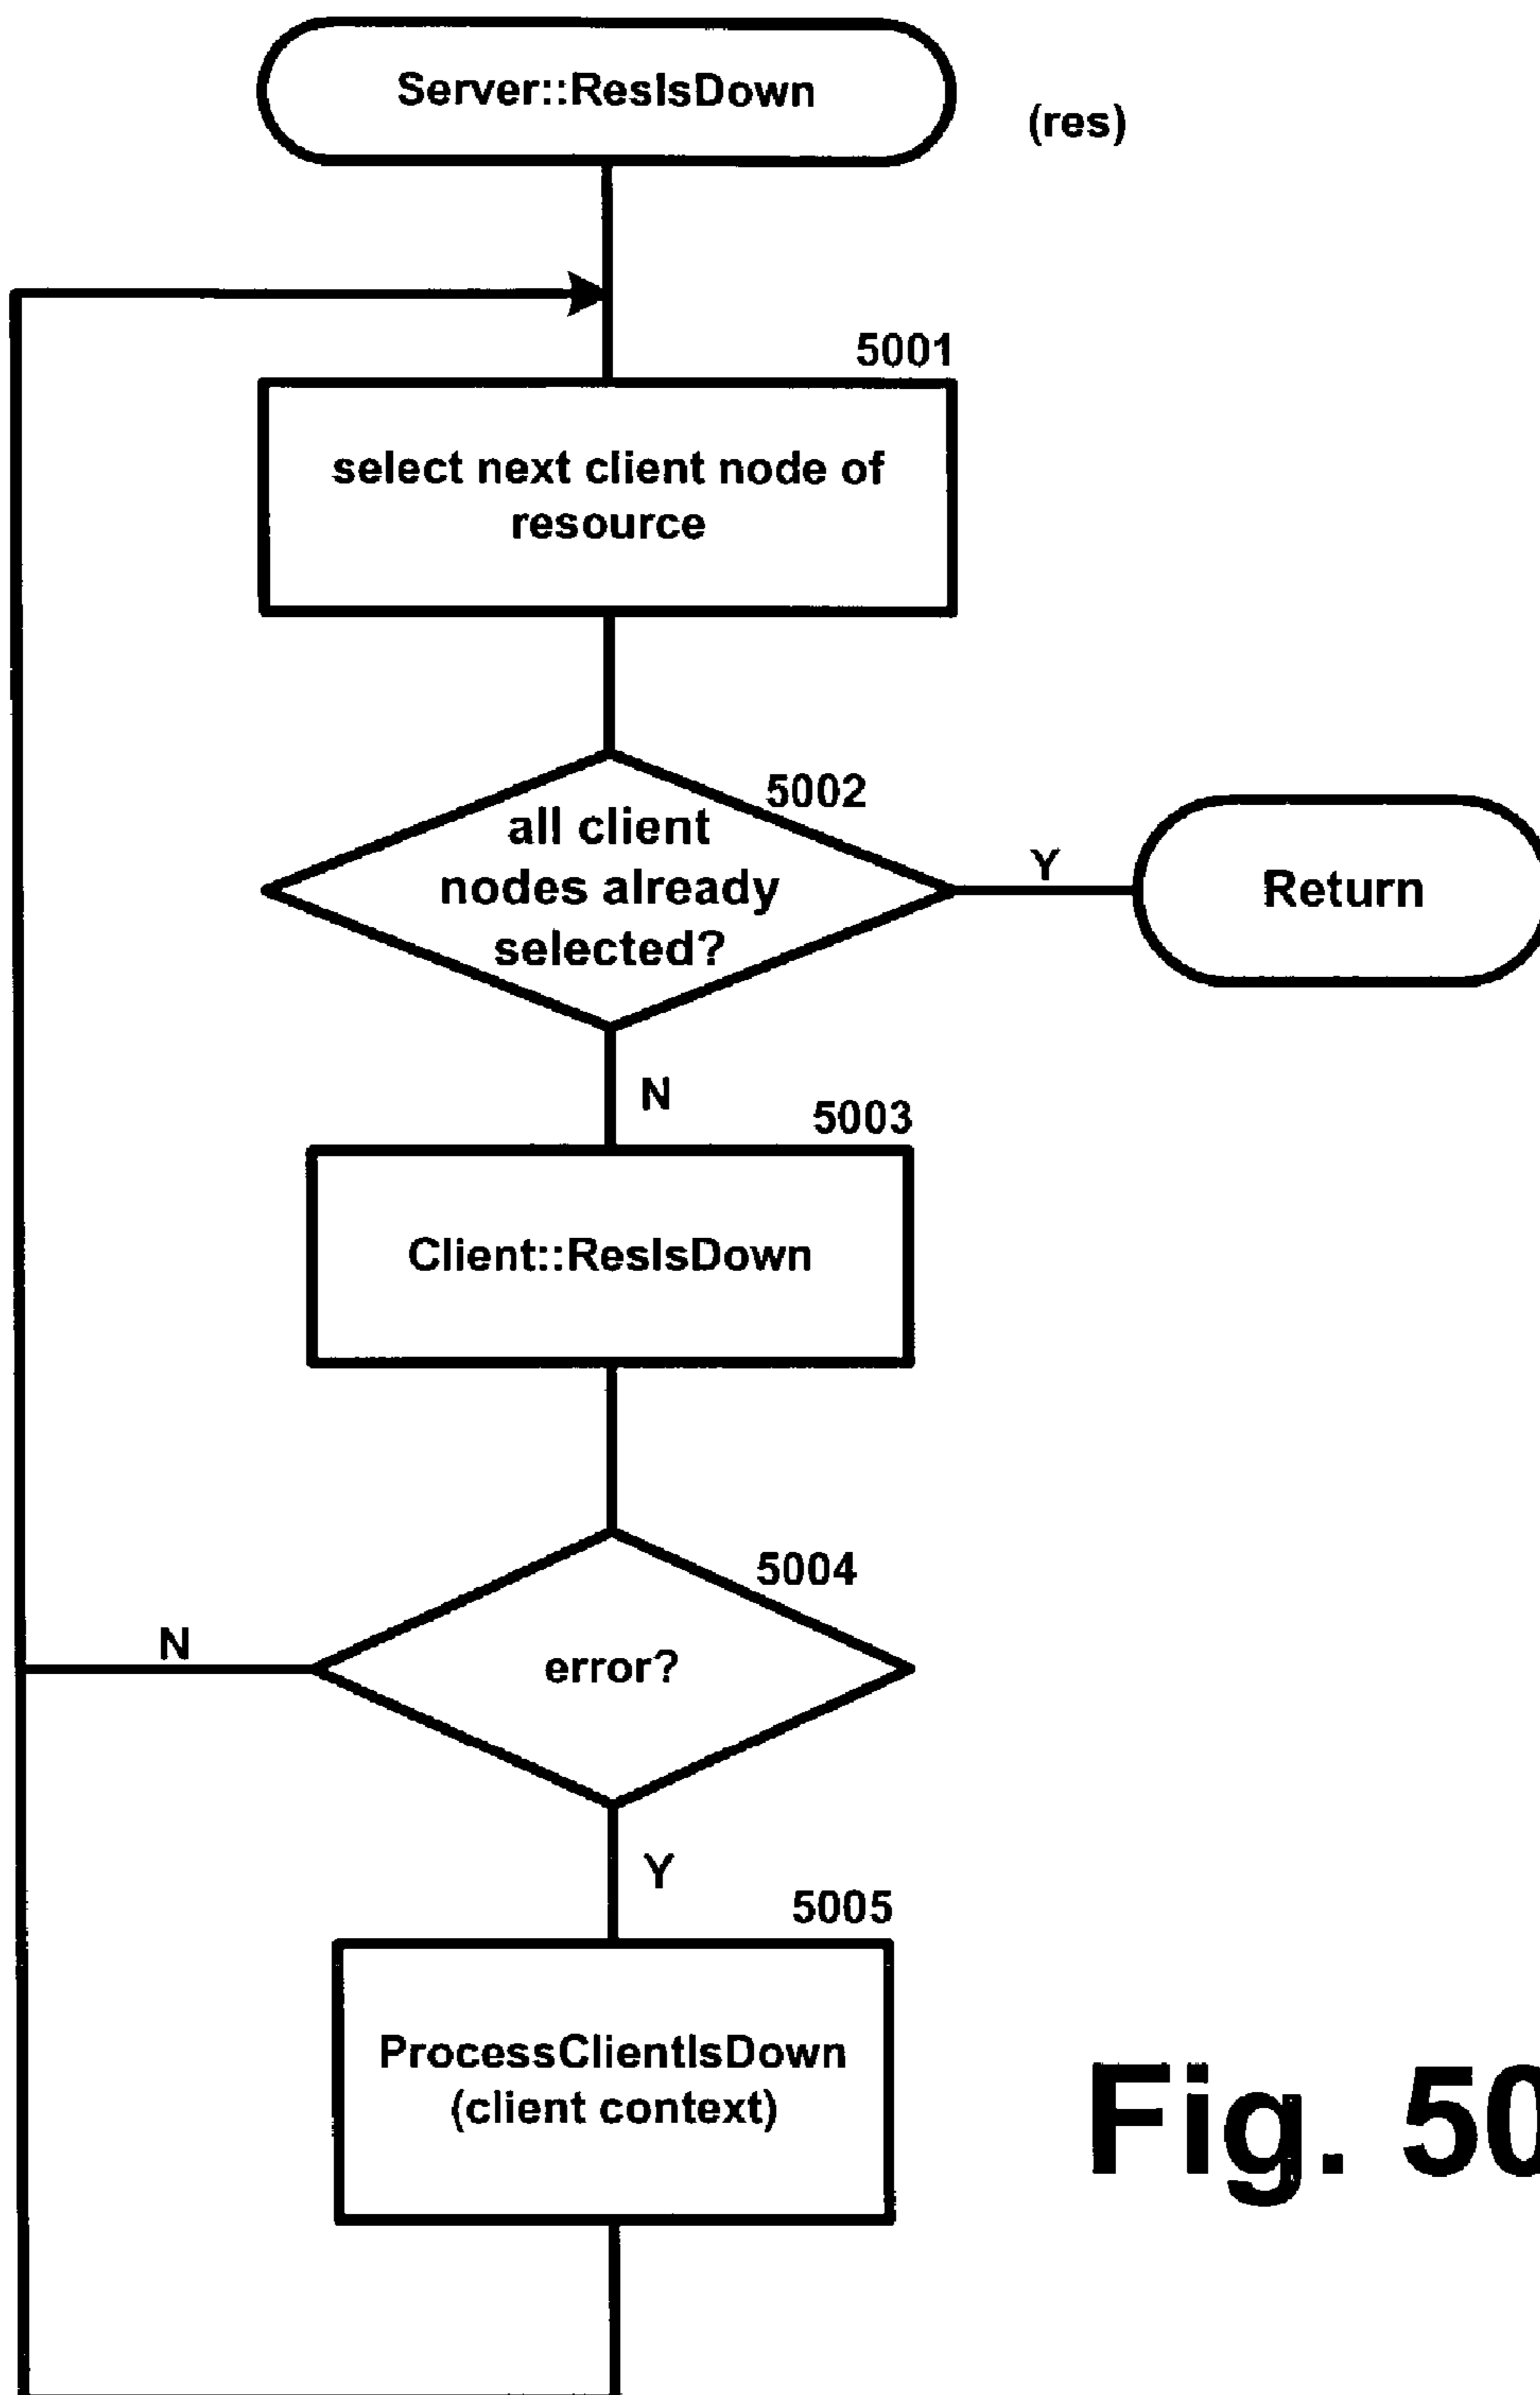 Server::ResIsDown
(res)
5001
select next client node of
resource
5002
all client
nodes already
selected?
Y
Return
N
5003
Client::ResIsDown
5004
error?
N
Y
5005
ProcessClientIsDown
(client context)
Fig. 50